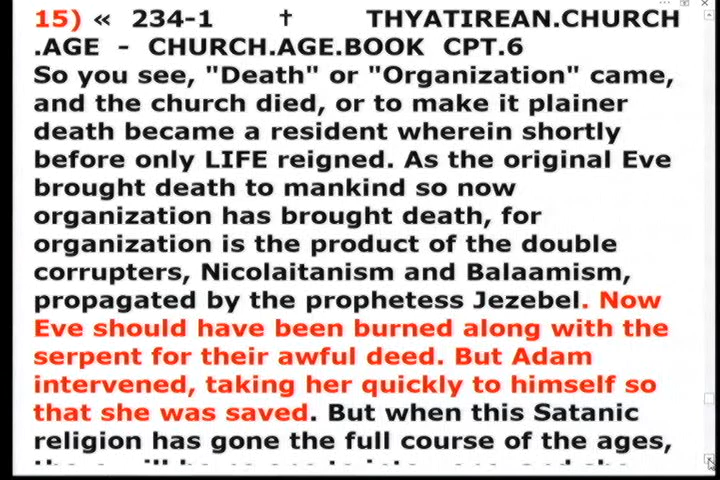 15) « 234-1 † THYATIREAN.CHURCH
.AGE - CHURCH.AGE.BOOK CPT.6
So you see, "Death" or "Organization" came,
and the church died, or to make it plainer
death became a resident wherein shortly
before only LIFE reigned. As the original Eve
brought death to mankind so now
organization has brought death, for
organization is the product of the double
corrupters, Nicolaitanism and Balaamism,
propagated by the prophetess Jezebel. Now
Eve should have been burned along with the
serpent for their awful deed. But Adam
intervened, taking her quickly to himself so
that she was saved. But when this Satanic
religion has gone the full course of the ages,